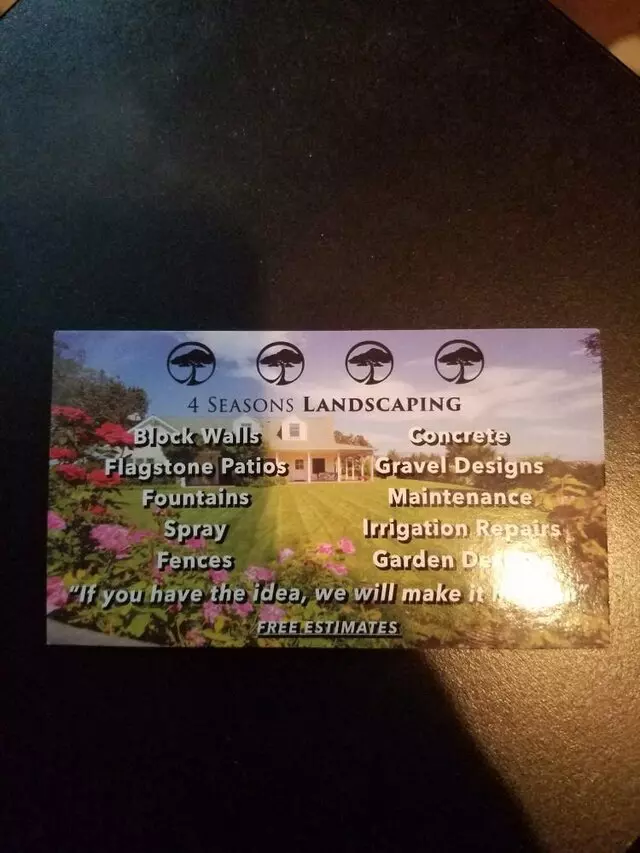 4 Seasons Landscaping
Block Walls
Flagstone Patios
Fountains
Spray
Fences
Concrete
Gravel Designs
Maintenance
Irrigation Repairs
Garden
"If you have the idea, we will make it
FREE ESTIMATES